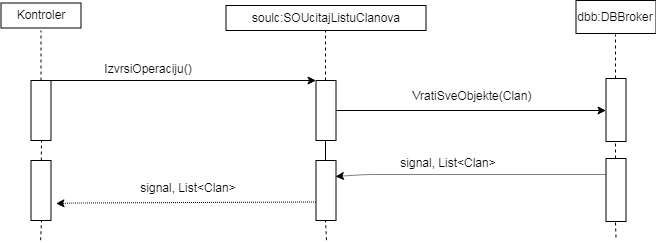 Kontroler
soulc:SOUcitajListuClanova
dbb:DBBroker
IzvrsiOperaciju()
VratiSveObjekte(Clan)
signal, List<Clan>
signal, List<Clan>